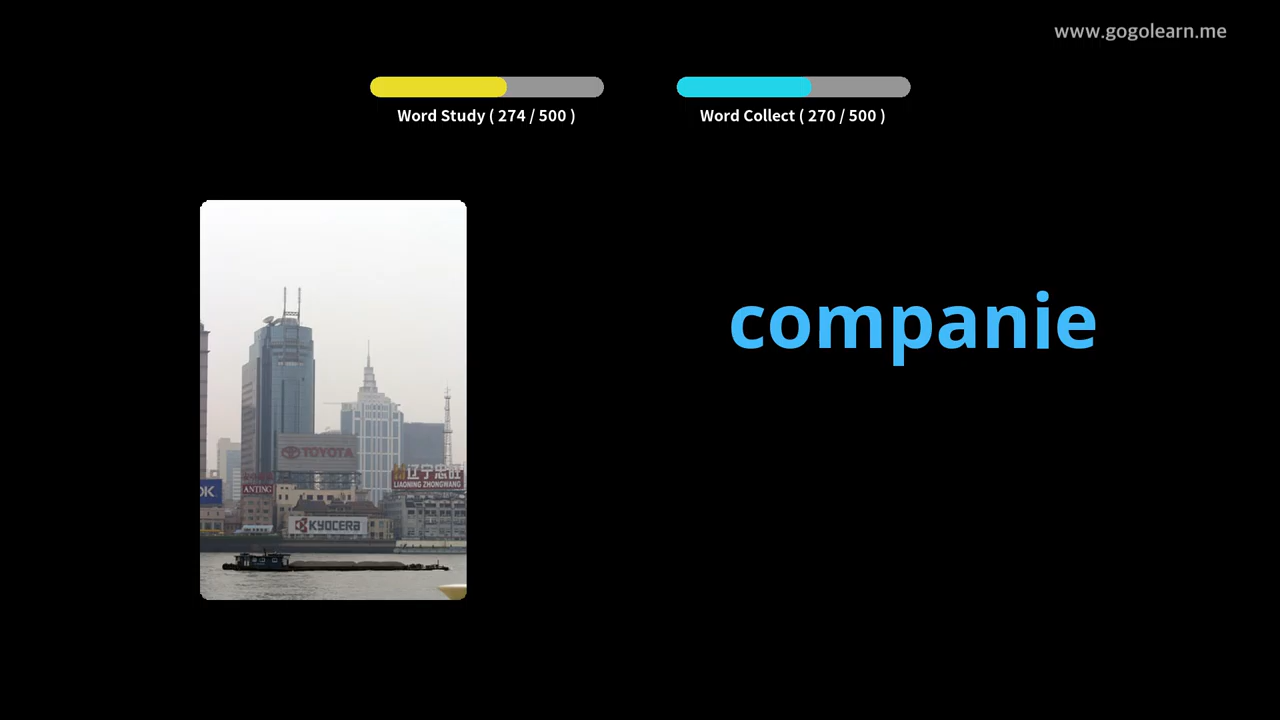 www.gogolearn.me
Word Study ( 274 / 500 )
Word Collect ( 270 / 500 )
companie
TOYOTA
辽宁忠旺
LIAONING ZHONGWANG
ANTING
OK
KYOCERA